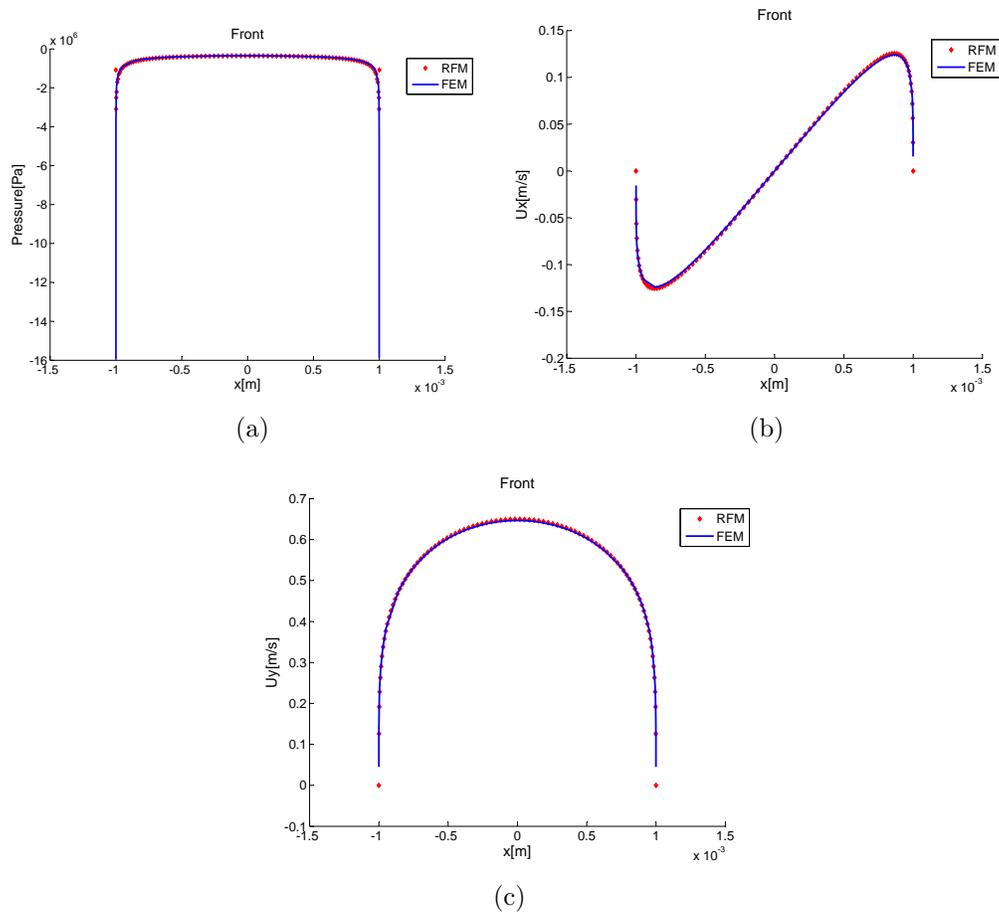 Front
x 10⁶
0
-2
-4
-6
-8
-10
-12
-14
-16
Pressure[Pa]
-1.5 -1 -0.5 0 0.5 1 1.5
x[m]
x 10⁻³
RFM
FEM
(a)
Front
0.15
0.1
0.05
0
-0.05
-0.1
-0.15
-0.2
Ux[m/s]
-1.5 -1 -0.5 0 0.5 1 1.5
x[m]
x 10⁻³
RFM
FEM
(b)
Front
0.7
0.6
0.5
0.4
0.3
0.2
0.1
0
-0.1
Uy[m/s]
-1.5 -1 -0.5 0 0.5 1 1.5
x[m]
x 10⁻³
RFM
FEM
(c)